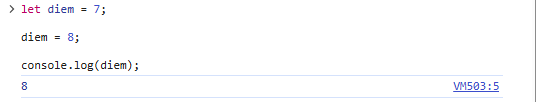 let diem = 7;
diem = 8;
console.log(diem);
8 VM503:5